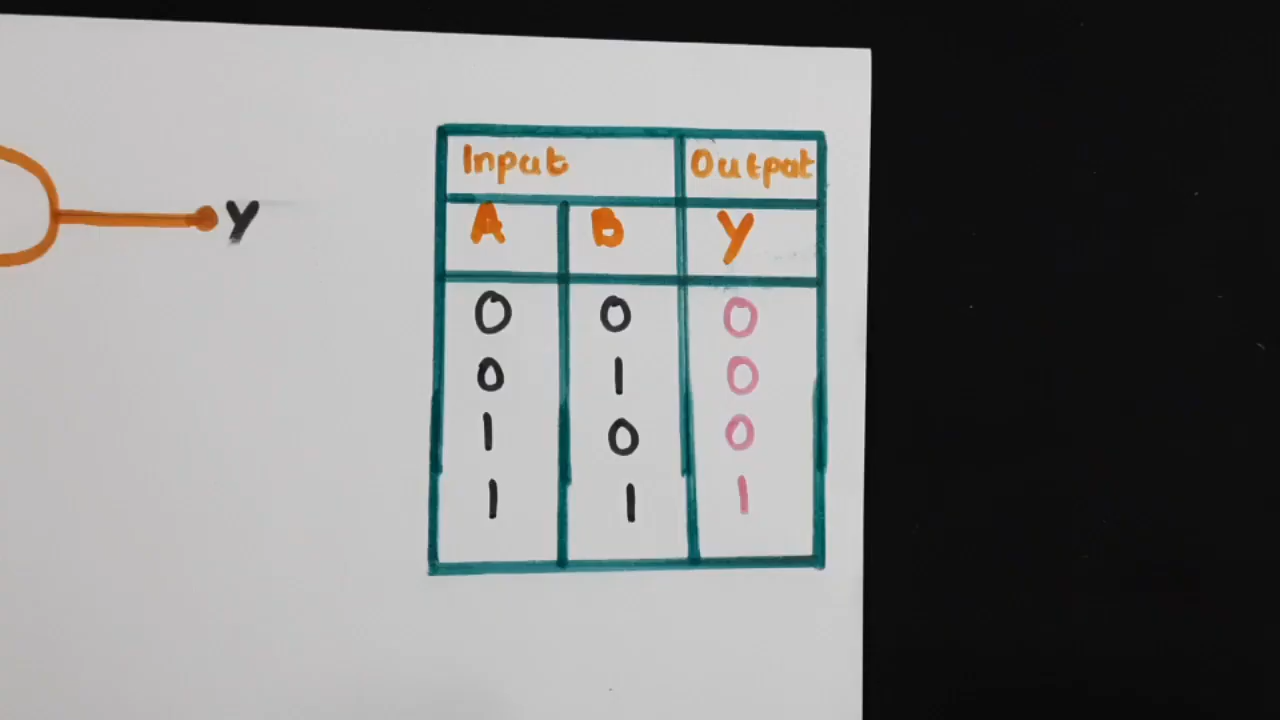 Y
Input Output
A B Y
0 0 0
0 1 0
1 0 0
1 1 1